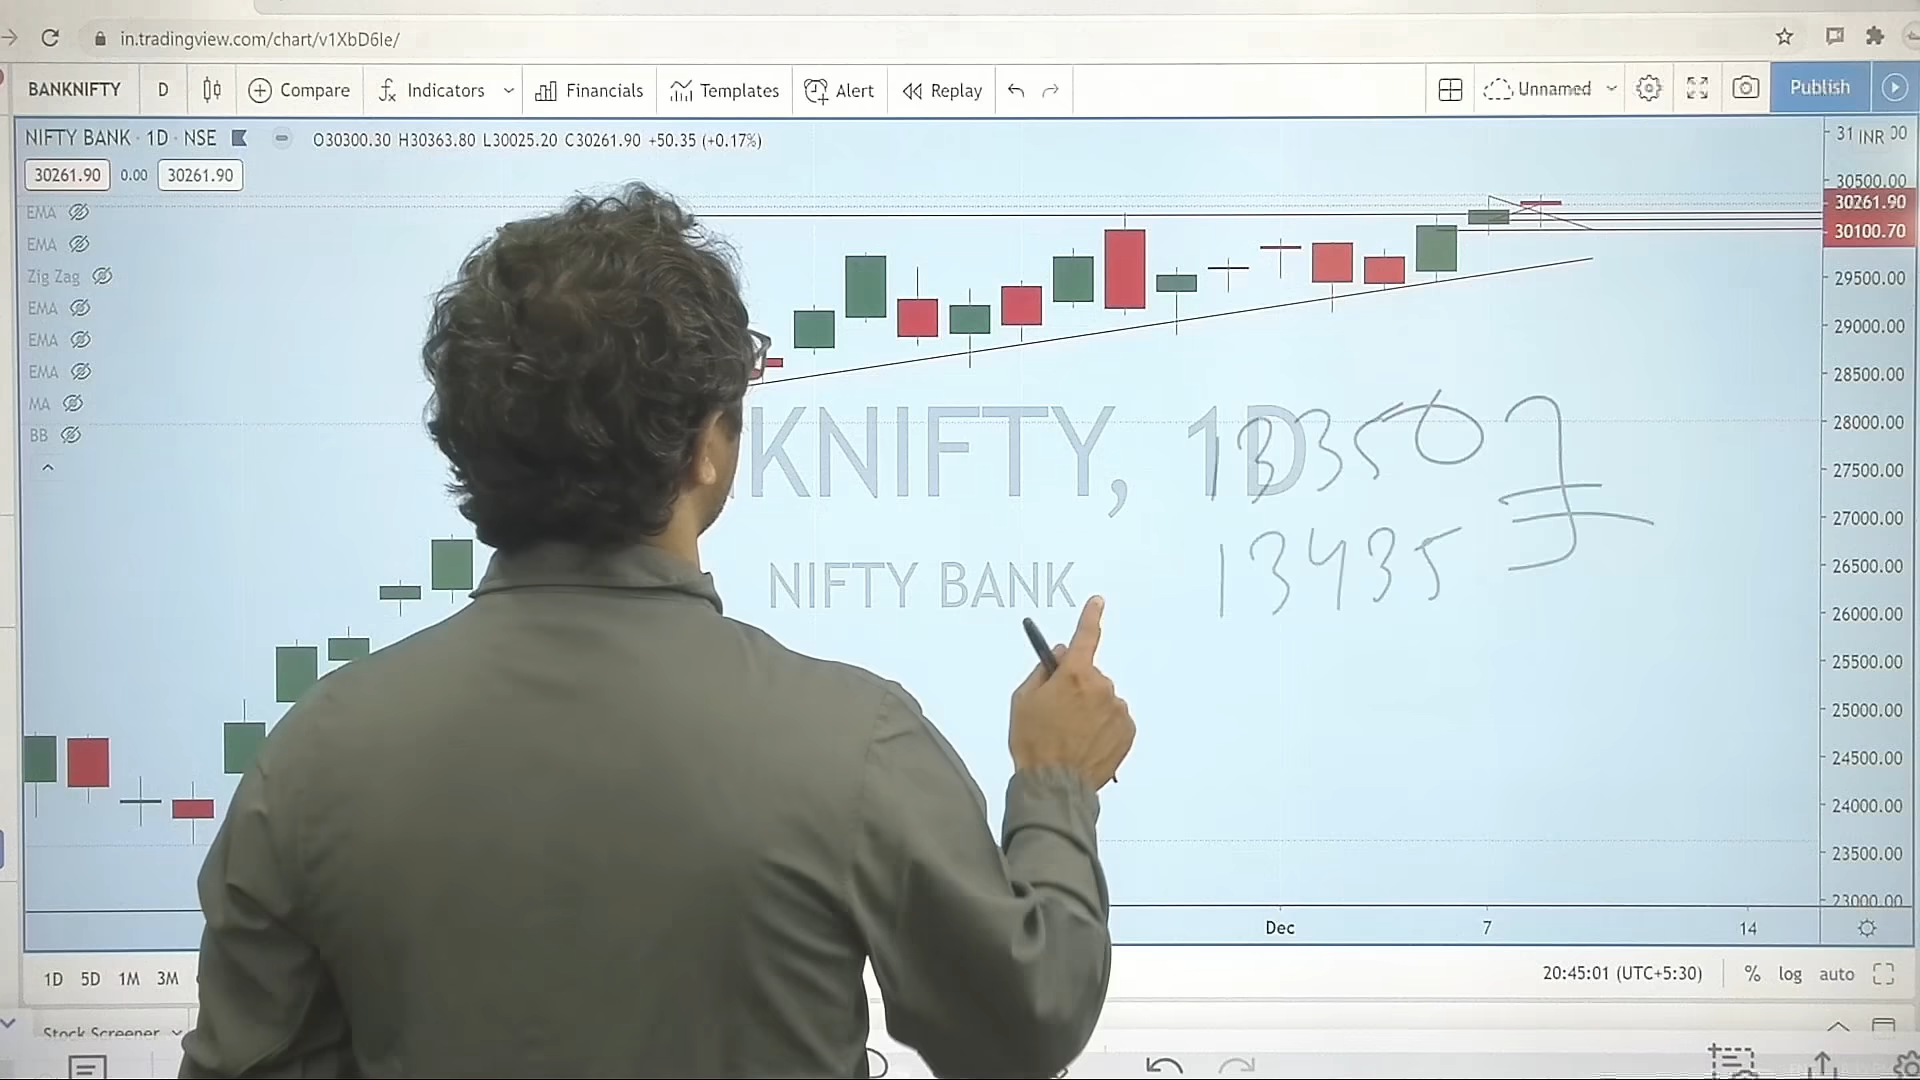 in.tradingview.com/chart/v1XbD6Ie/
BANKNIFTY D Compare Indicators Financials Templates Alert Replay Unnamed Publish
NIFTY BANK · 1D · NSE O30300.30 H30363.80 L30025.20 C30261.90 +50.35 (+0.17%)
30261.90 0.00 30261.90
EMA
EMA
Zig Zag
EMA
EMA
EMA
MA
BB
INR
30500.00
30261.90
30100.70
29500.00
29000.00
28500.00
28000.00
27500.00
27000.00
26500.00
26000.00
25500.00
25000.00
24500.00
24000.00
23500.00
23000.00
KNIFTY, 1D
NIFTY BANK
13350
13435
Dec 7 14
1D 5D 1M 3M
20:45:01 (UTC+5:30) % log auto
Stock Screener